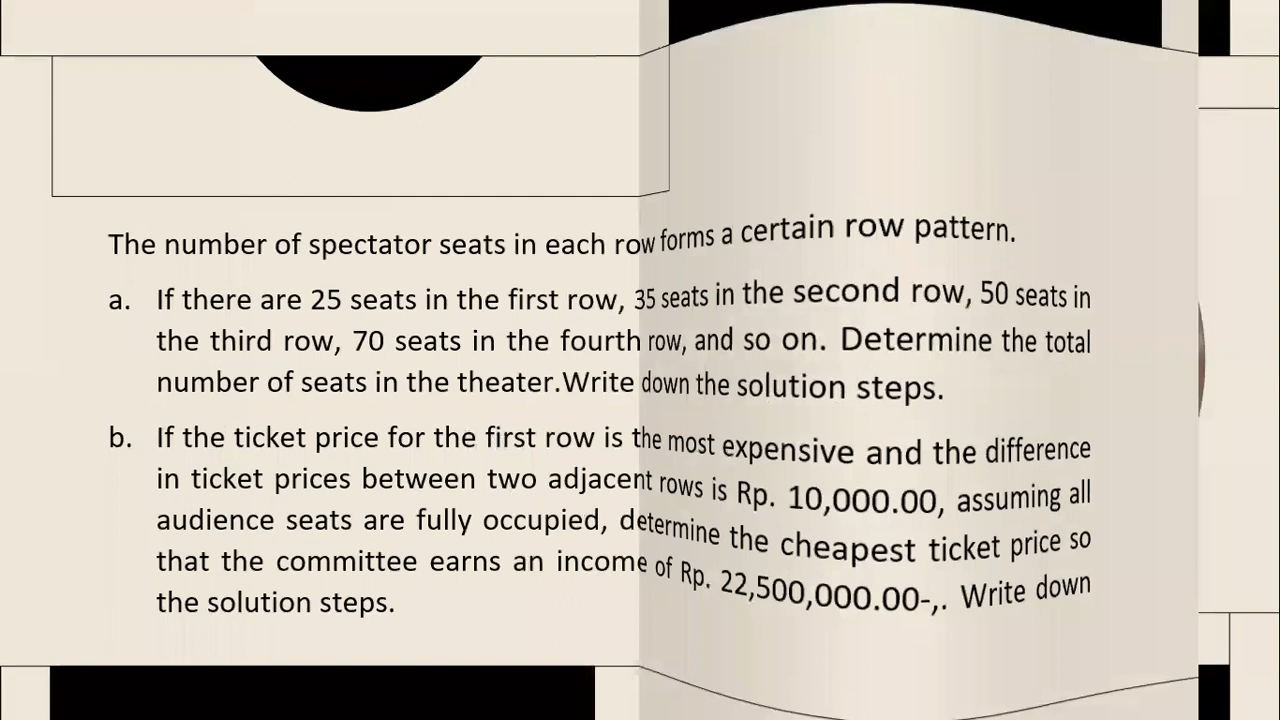 The number of spectator seats in each row forms a certain row pattern.
a. If there are 25 seats in the first row, 35 seats in the second row, 50 seats in
the third row, 70 seats in the fourth row, and so on. Determine the total
number of seats in the theater.Write down the solution steps.
b. If the ticket price for the first row is the most expensive and the difference
in ticket prices between two adjacent rows is Rp. 10,000.00, assuming all
audience seats are fully occupied, determine the cheapest ticket price so
that the committee earns an income of Rp. 22,500,000.00-,. Write down
the solution steps.